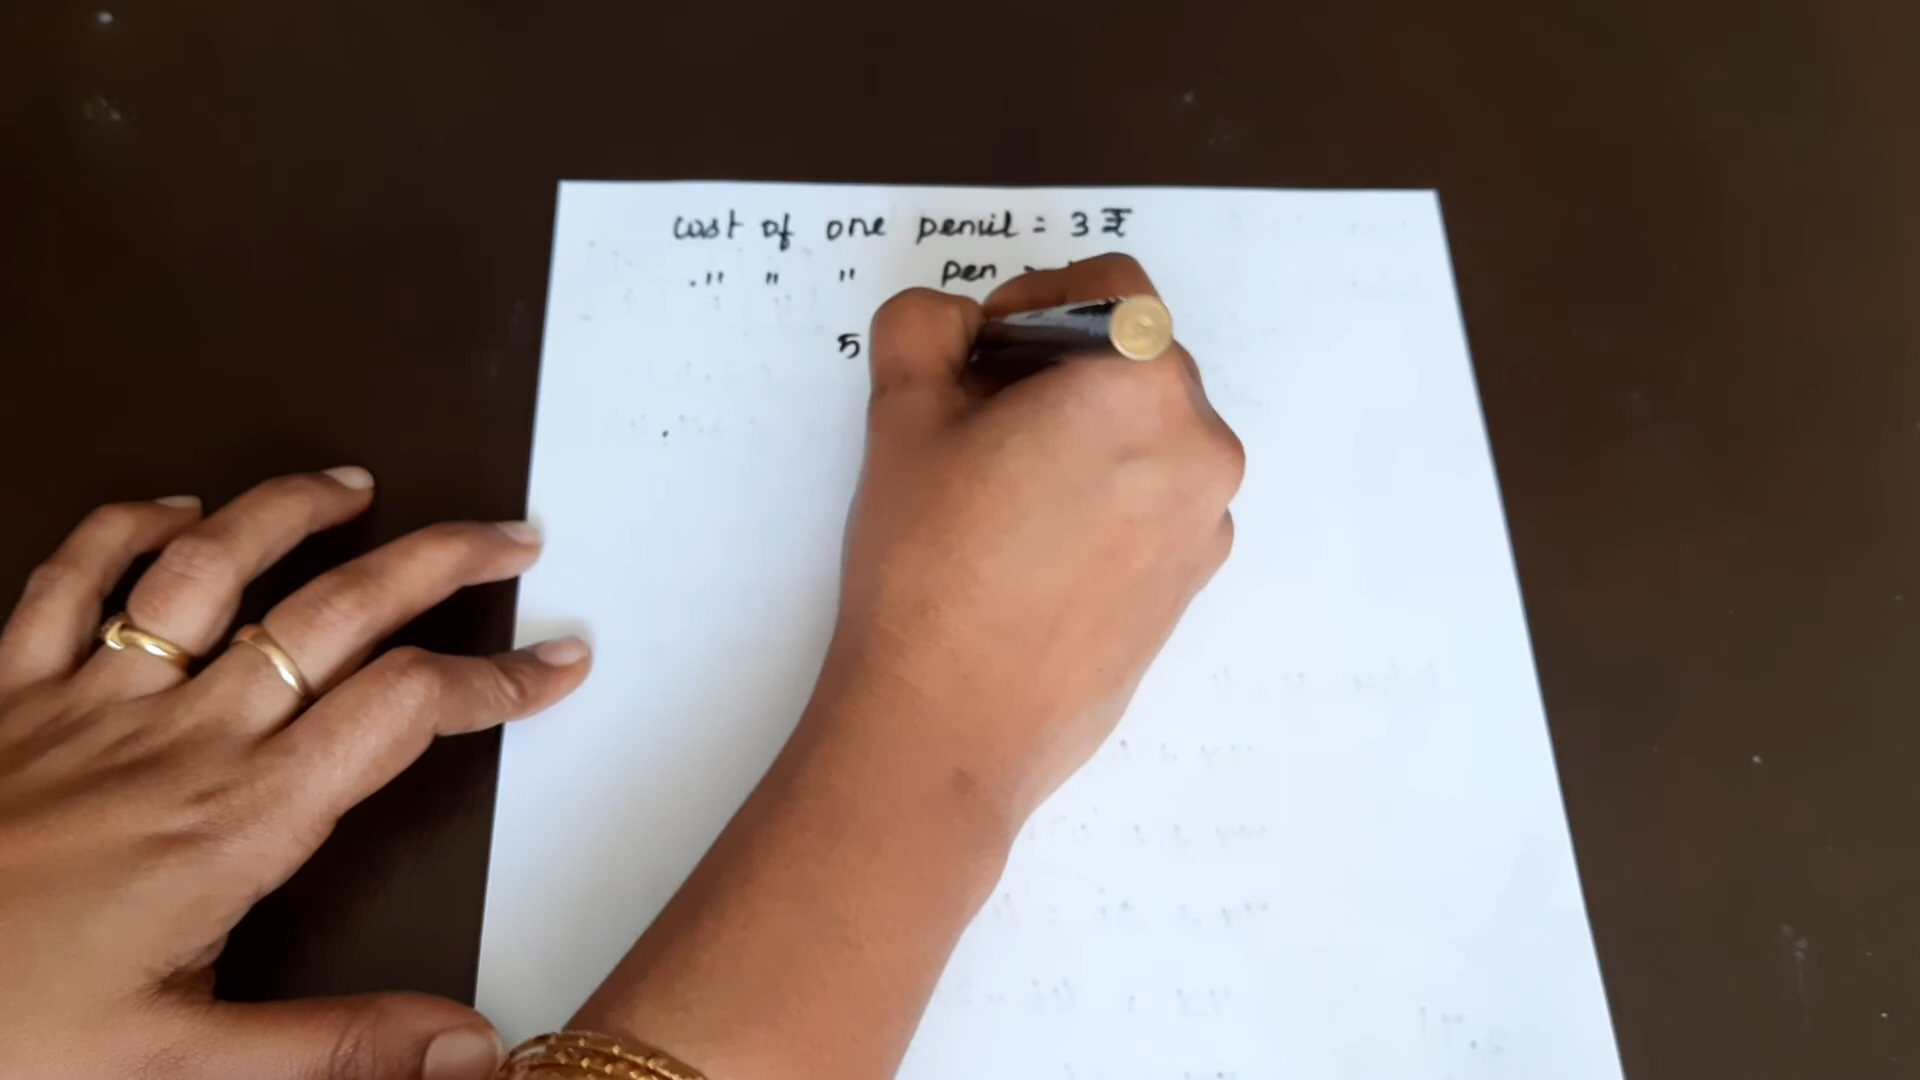 cost of one pencil = 3 ₹
" " " pen =
5